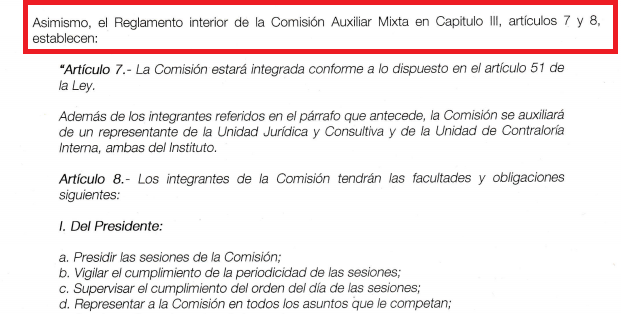 Asimismo, el Reglamento interior de la Comisión Auxiliar Mixta en Capitulo III, artículos 7 y 8,
establecen:
"Artículo 7.- La Comisión estará integrada conforme a lo dispuesto en el artículo 51 de
la Ley.
Además de los integrantes referidos en el párrafo que antecede, la Comisión se auxiliará
de un representante de la Unidad Jurídica y Consultiva y de la Unidad de Contraloría
Interna, ambas del Instituto.
Artículo 8.- Los integrantes de la Comisión tendrán las facultades y obligaciones
siguientes:
I. Del Presidente:
a. Presidir las sesiones de la Comisión;
b. Vigilar el cumplimiento de la periodicidad de las sesiones;
c. Supervisar el cumplimiento del orden del día de las sesiones;
d. Representar a la Comisión en todos los asuntos que le competan;